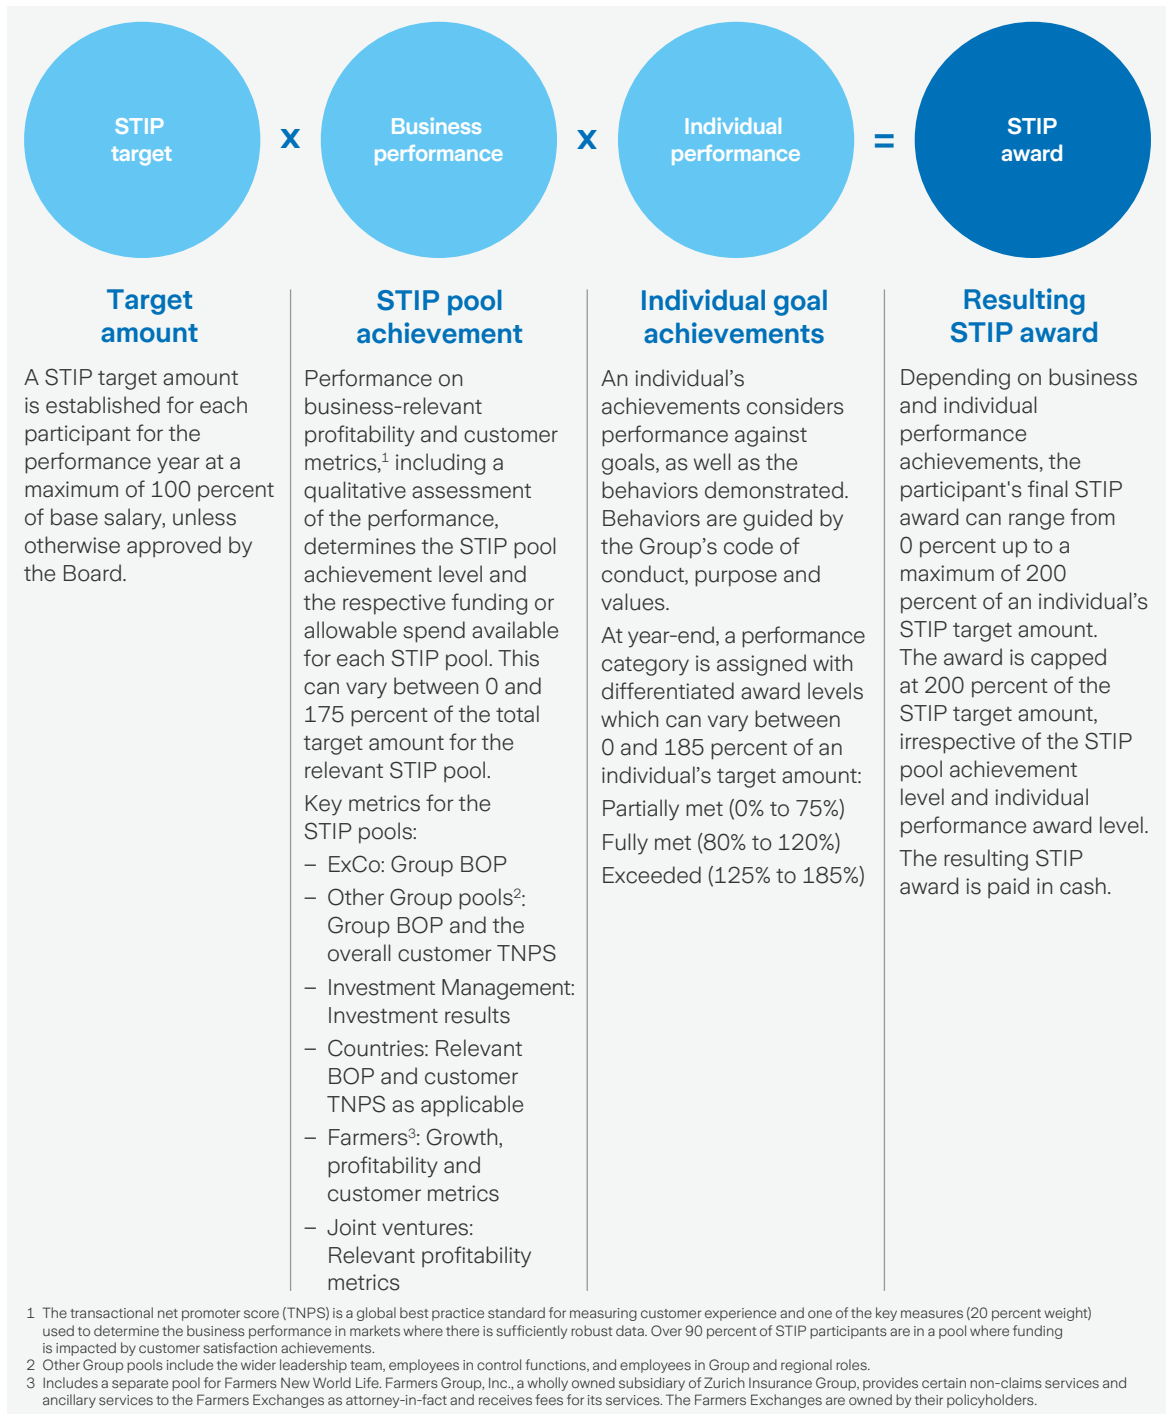 STIP
target
x
Business
performance
x
Individual
performance
=
STIP
award
Target
amount
A STIP target amount
is established for each
participant for the
performance year at a
maximum of 100 percent
of base salary, unless
otherwise approved by
the Board.
STIP pool
achievement
Performance on
business-relevant
profitability and customer
metrics,1 including a
qualitative assessment
of the performance,
determines the STIP pool
achievement level and
the respective funding or
allowable spend available
for each STIP pool. This
can vary between 0 and
175 percent of the total
target amount for the
relevant STIP pool.
Key metrics for the
STIP pools:
– ExCo: Group BOP
– Other Group pools2:
Group BOP and the
overall customer TNPS
– Investment Management:
Investment results
– Countries: Relevant
BOP and customer
TNPS as applicable
– Farmers3: Growth,
profitability and
customer metrics
– Joint ventures:
Relevant profitability
metrics
Individual goal
achievements
An individual’s
achievements considers
performance against
goals, as well as the
behaviors demonstrated.
Behaviors are guided by
the Group’s code of
conduct, purpose and
values.
At year-end, a performance
category is assigned with
differentiated award levels
which can vary between
0 and 185 percent of an
individual’s target amount:
Partially met (0% to 75%)
Fully met (80% to 120%)
Exceeded (125% to 185%)
Resulting
STIP award
Depending on business
and individual
performance
achievements, the
participant's final STIP
award can range from
0 percent up to a
maximum of 200
percent of an individual’s
STIP target amount.
The award is capped
at 200 percent of the
STIP target amount,
irrespective of the STIP
pool achievement
level and individual
performance award level.
The resulting STIP
award is paid in cash.
1 The transactional net promoter score (TNPS) is a global best practice standard for measuring customer experience and one of the key measures (20 percent weight)
used to determine the business performance in markets where there is sufficiently robust data. Over 90 percent of STIP participants are in a pool where funding
is impacted by customer satisfaction achievements.
2 Other Group pools include the wider leadership team, employees in control functions, and employees in Group and regional roles.
3 Includes a separate pool for Farmers New World Life. Farmers Group, Inc., a wholly owned subsidiary of Zurich Insurance Group, provides certain non-claims services and
ancillary services to the Farmers Exchanges as attorney-in-fact and receives fees for its services. The Farmers Exchanges are owned by their policyholders.